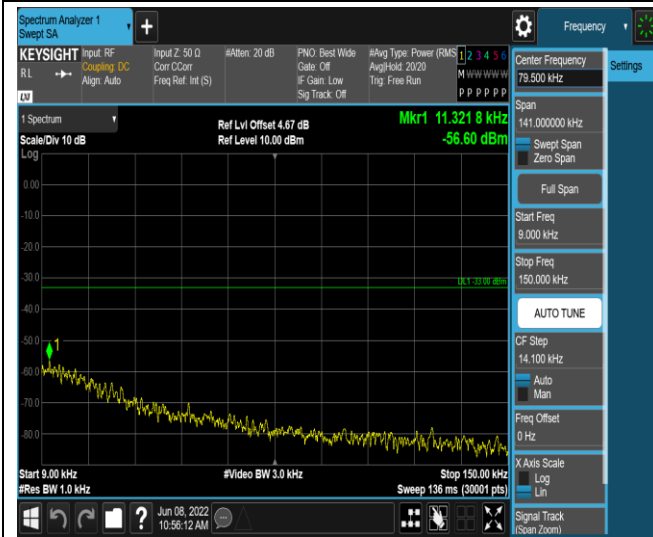 Spectrum Analyzer 1
Swept SA
Frequency
KEYSIGHT
RL
LXI
Input: RF
Coupling: DC
Align: Auto
Input Z: 50 Ω
Corr CCorr
Freq Ref: Int (S)
#Atten: 20 dB
PNO: Best Wide
Gate: Off
IF Gain: Low
Sig Track: Off
#Avg Type: Power (RMS
Avg|Hold: 20/20
Trig: Free Run
1 2 3 4 5 6
M W W W W W
P P P P P P
1 Spectrum
Scale/Div 10 dB
Log
Ref Lvl Offset 4.67 dB
Ref Level 10.00 dBm
Mkr1 11.321 8 kHz
-56.60 dBm
0.00
-10.0
-20.0
-30.0
DL1 -33.00 dBm
-40.0
-50.0
1
-60.0
-70.0
-80.0
Start 9.00 kHz
#Video BW 3.0 kHz
Stop 150.00 kHz
#Res BW 1.0 kHz
Sweep 136 ms (30001 pts)
?
Jun 08, 2022
10:56:12 AM
Center Frequency
79.500 kHz
Settings
Span
141.000000 kHz
Swept Span
Zero Span
Full Span
Start Freq
9.000 kHz
Stop Freq
150.000 kHz
AUTO TUNE
CF Step
14.100 kHz
Auto
Man
Freq Offset
0 Hz
X Axis Scale
Log
Lin
Signal Track
(Span Zoom)